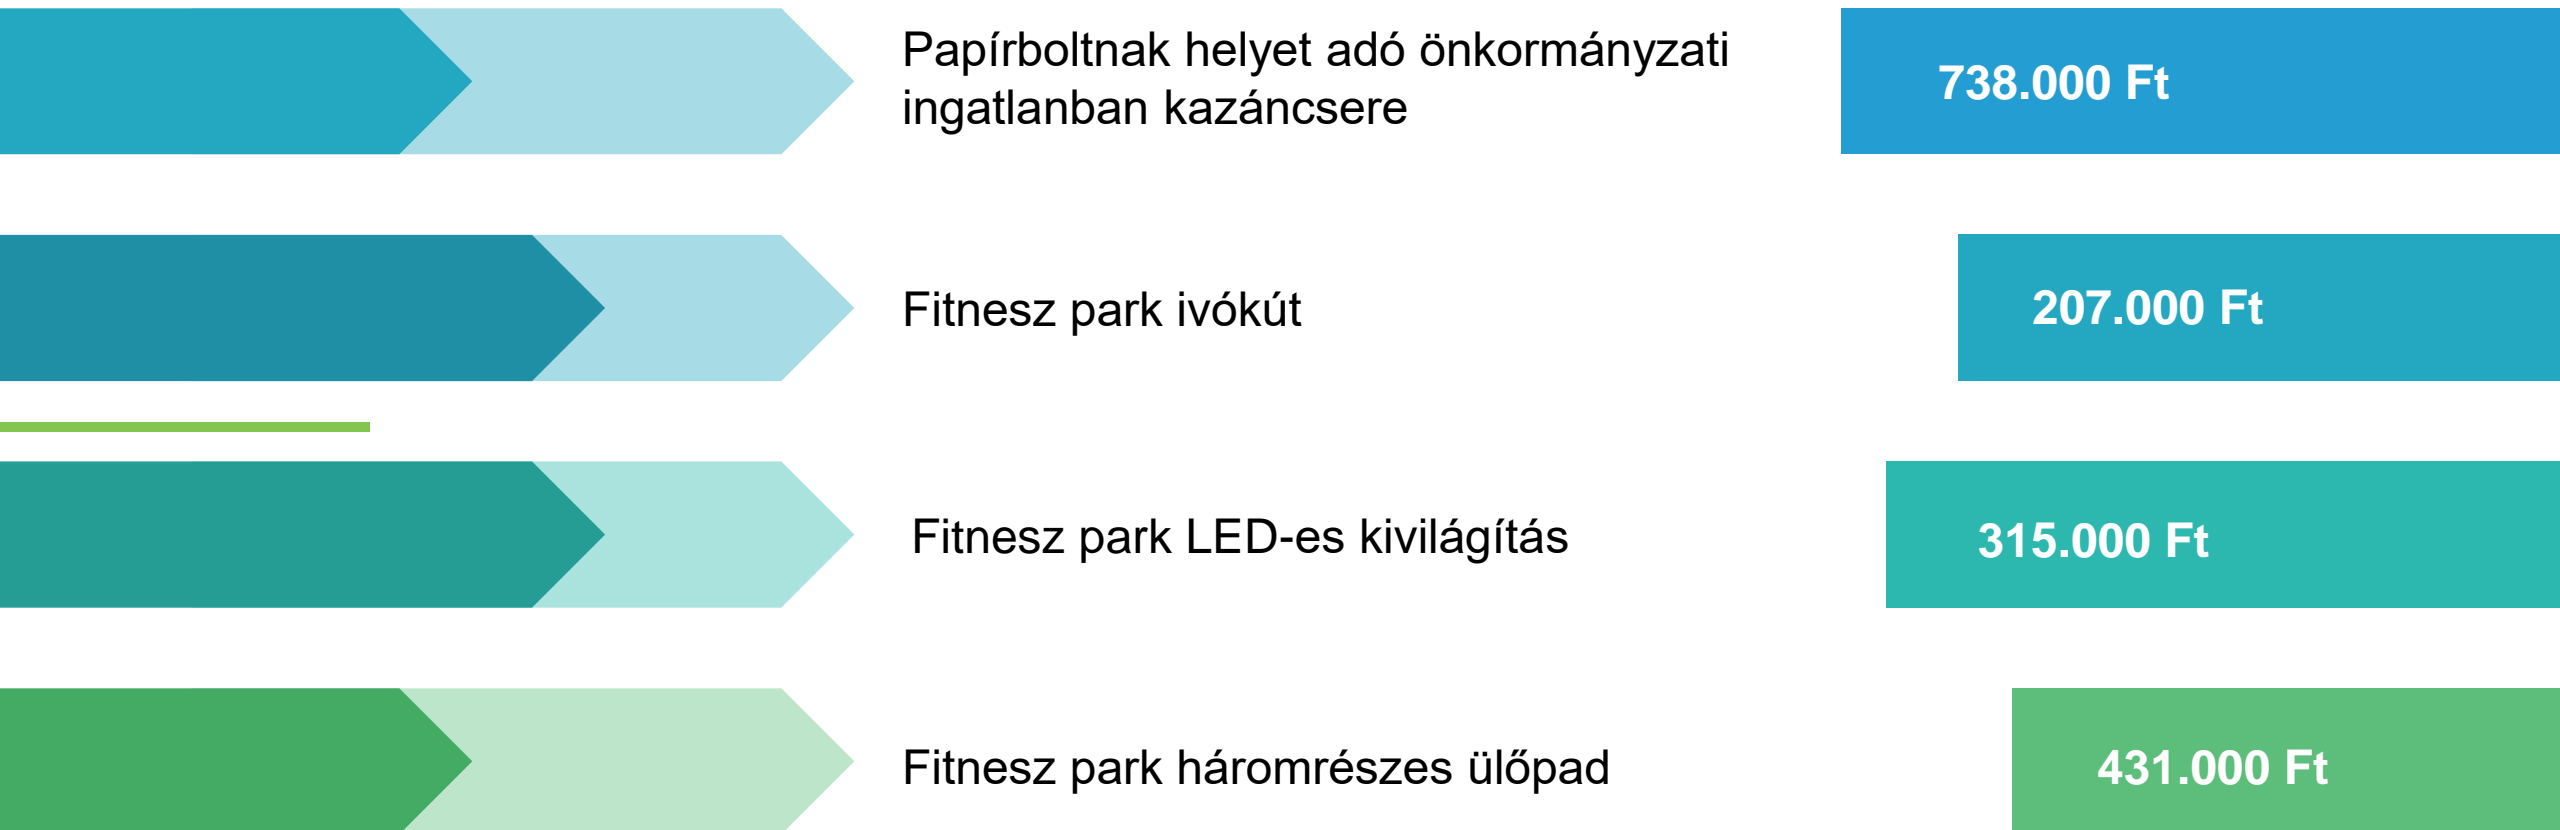 Papírboltnak helyet adó önkormányzati
ingatlanban kazáncsere
738.000 Ft
Fitnesz park ivókút
207.000 Ft
Fitnesz park LED-es kivilágítás
315.000 Ft
Fitnesz park háromrészes ülőpad
431.000 Ft